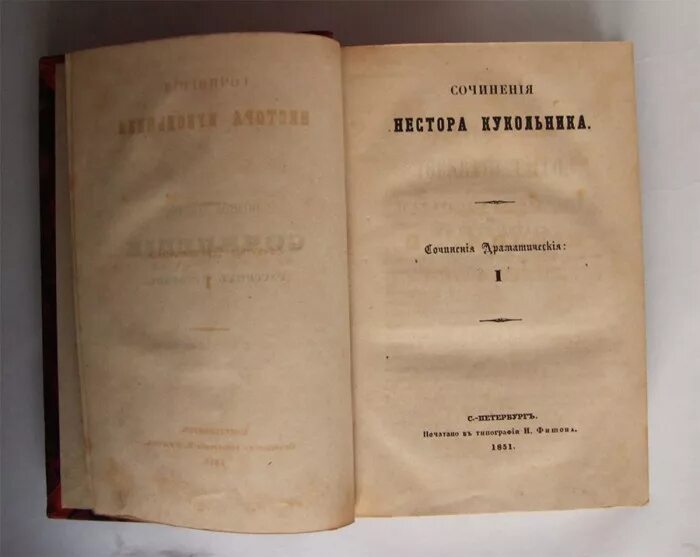 СОЧИНЕНІЯ
НЕСТОРА КУКОЛЬНИКА.
Сочиненія Драматическія:
I
С.-ПЕТЕРБУРГЪ.
Печатано въ типографіи И. Фишона.
1851.